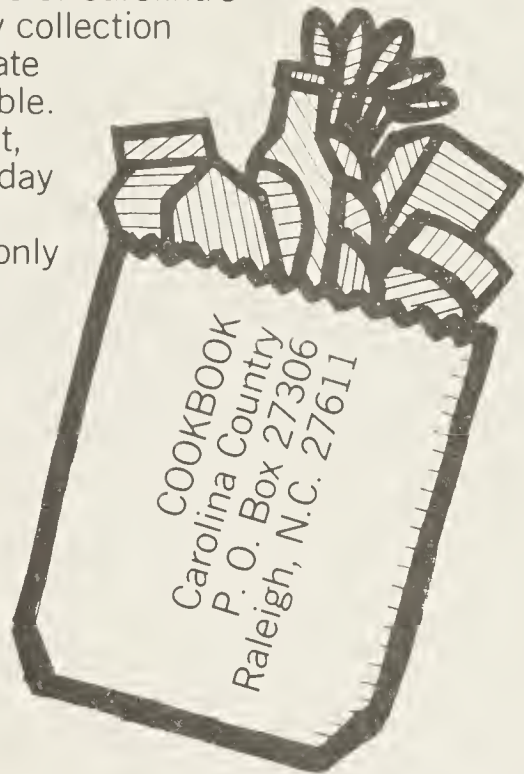 y collection
ate
ble.
t,
day
only
COOKBOOK
Carolina Country
P. O. Box 27306
Raleigh, N.C. 27611